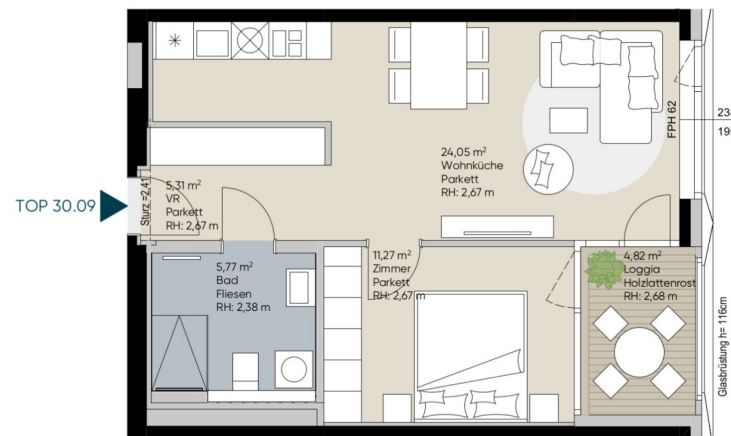 TOP 30.09
Sturz =2,41
5,31 m²
VR
Parkett
RH: 2,67 m
24,05 m²
Wohnküche
Parkett
RH: 2,67 m
FPH 62
5,77 m²
Bad
Fliesen
RH: 2,38 m
11,27 m²
Zimmer
Parkett
RH: 2,67 m
4,82 m²
Loggia
Holzlattenrost
RH: 2,68 m
Glasbrüstung h= 116cm